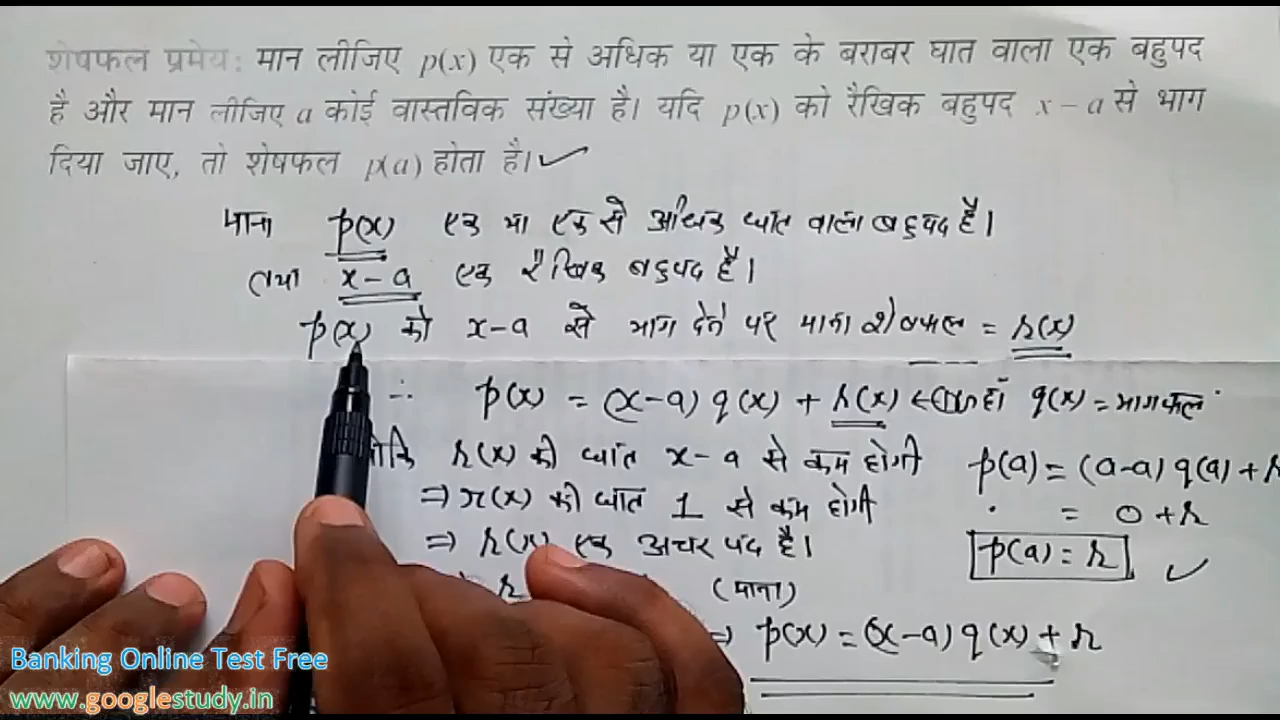 शेषफल प्रमेय: मान लीजिए p(x) एक से अधिक या एक के बराबर घात वाला एक बहुपद
है और मान लीजिए a कोई वास्तविक संख्या है। यदि p(x) को रैखिक बहुपद x – a से भाग
दिया जाए, तो शेषफल p(a) होता है। ✓
माना p(x) एक या एक से अधिक घात वाला बहुपद है।
तथा x – a एक रैखिक बहुपद है।
p(x) को x-a से भाग देने पर माना शेषफल = r(x)
∴ p(x) = (x-a) q(x) + r(x) जहाँ q(x) = भागफल
r(x) की घात x-a से कम होगी
⇒ r(x) की घात 1 से कम होगी
⇒ r(x) एक अचर पद है।
r (माना)
⇒ p(x) = (x-a) q(x) + r
p(a) = (a-a) q(a) + r
= 0 + r
p(a) = r ✓
Banking Online Test Free
www.googlestudy.in